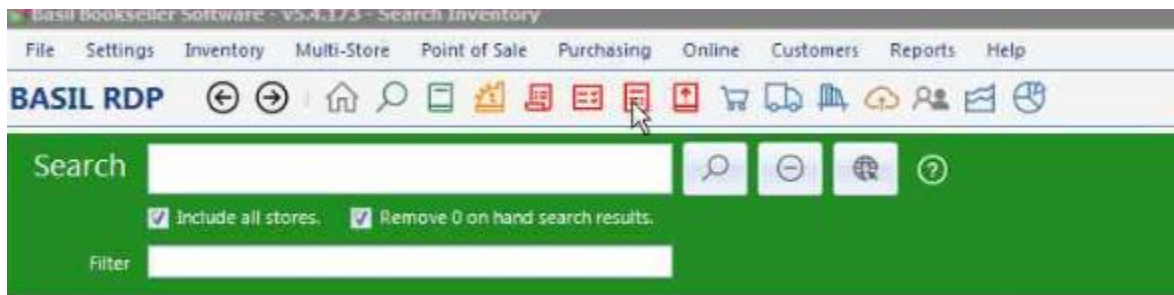 Basil Bookseller Software - v5.4.173 - Search Inventory
File Settings Inventory Multi-Store Point of Sale Purchasing Online Customers Reports Help
BASIL RDP
Search
Include all stores. Remove 0 on hand search results.
Filter